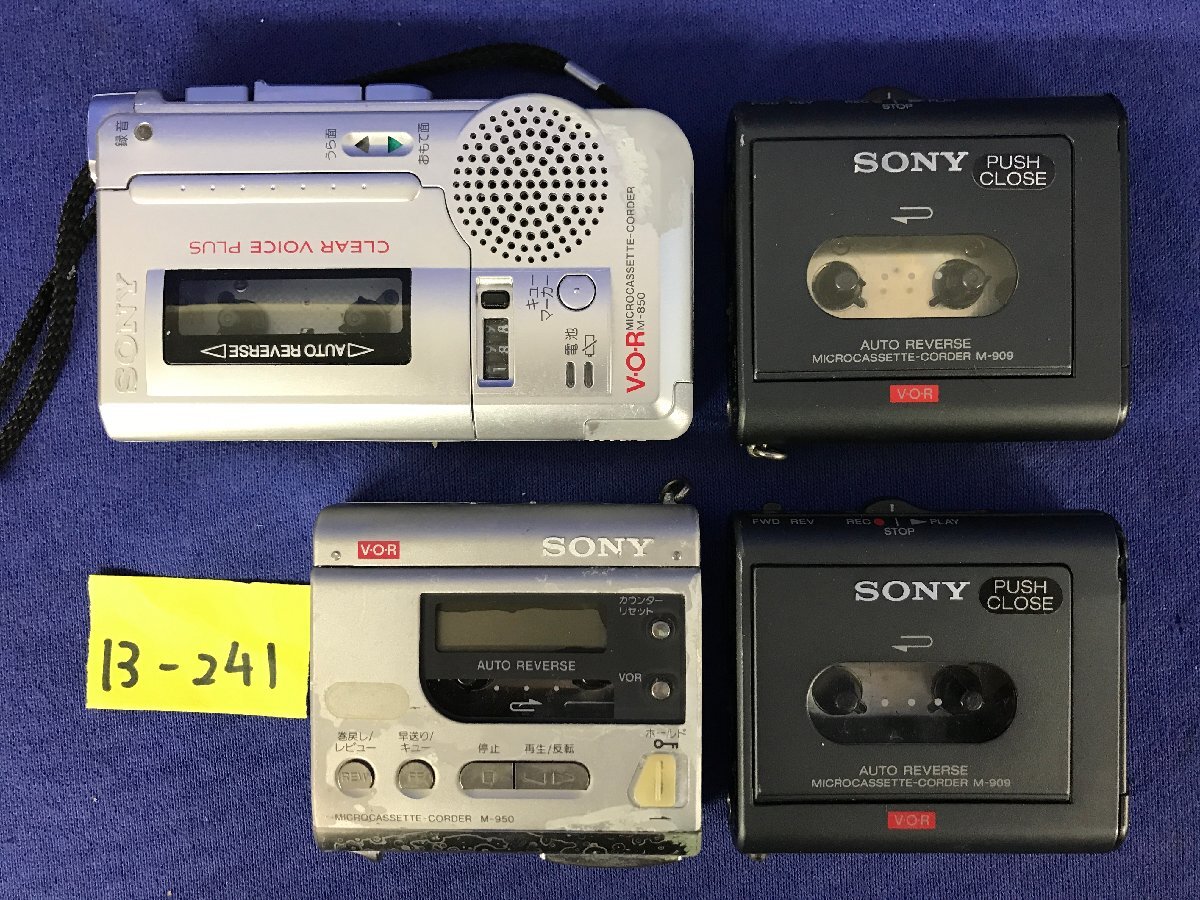 録音
うら面
おもて面
CLEAR VOICE PLUS
SONY
AUTO REVERSE
キュー
マーカー
電池
V·O·R MICROCASSETTE-CORDER
M-850
STOP
SONY
PUSH
CLOSE
AUTO REVERSE
MICROCASSETTE-CORDER M-909
V·O·R
13-241
V·O·R
SONY
カウンター
リセット
AUTO REVERSE
VOR
巻戻し/
レビュー
早送り/
キュー
停止
再生/反転
ホールド
REW
FF
MICROCASSETTE-CORDER M-950
FWD REV
REC PLAY
STOP
SONY
PUSH
CLOSE
AUTO REVERSE
MICROCASSETTE-CORDER M-909
V·O·R